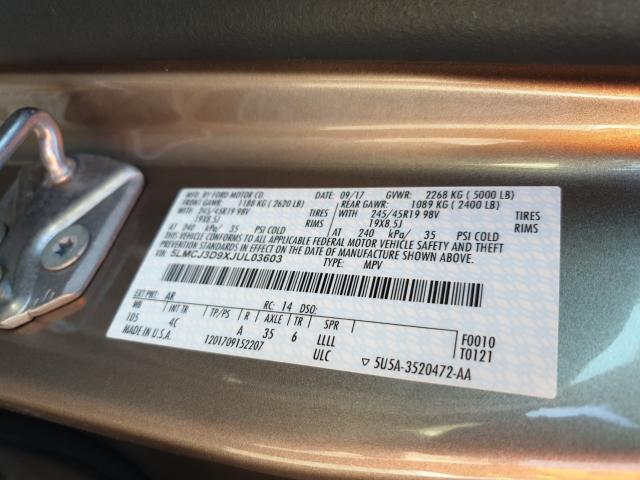 MFD. BY FORD MOTOR CO.
DATE: 09/17 GVWR: 2268 KG ( 5000 LB)
FRONT GAWR: 1188 KG ( 2620 LB) REAR GAWR: 1089 KG ( 2400 LB)
WITH 245/45R19 98V TIRES WITH 245/45R19 98V TIRES
19X8.5J RIMS 19X8.5J RIMS
AT 240 kPa/ 35 PSI COLD AT 240 kPa/ 35 PSI COLD
THIS VEHICLE CONFORMS TO ALL APPLICABLE FEDERAL MOTOR VEHICLE SAFETY AND THEFT
PREVENTION STANDARDS IN EFFECT ON THE DATE OF MANUFACTURE SHOWN ABOVE.
VIN: 5LMCJ3D9XJUL03603
TYPE: MPV
EXT PNT: AR RC: 14 DSO:
WB TP/PS R AXLE TR SPR
105 4C A 35 6 LLLL F0010
MADE IN U.S.A. 1201709152207 ULC T0121
▽ 5U5A-3520472-AA